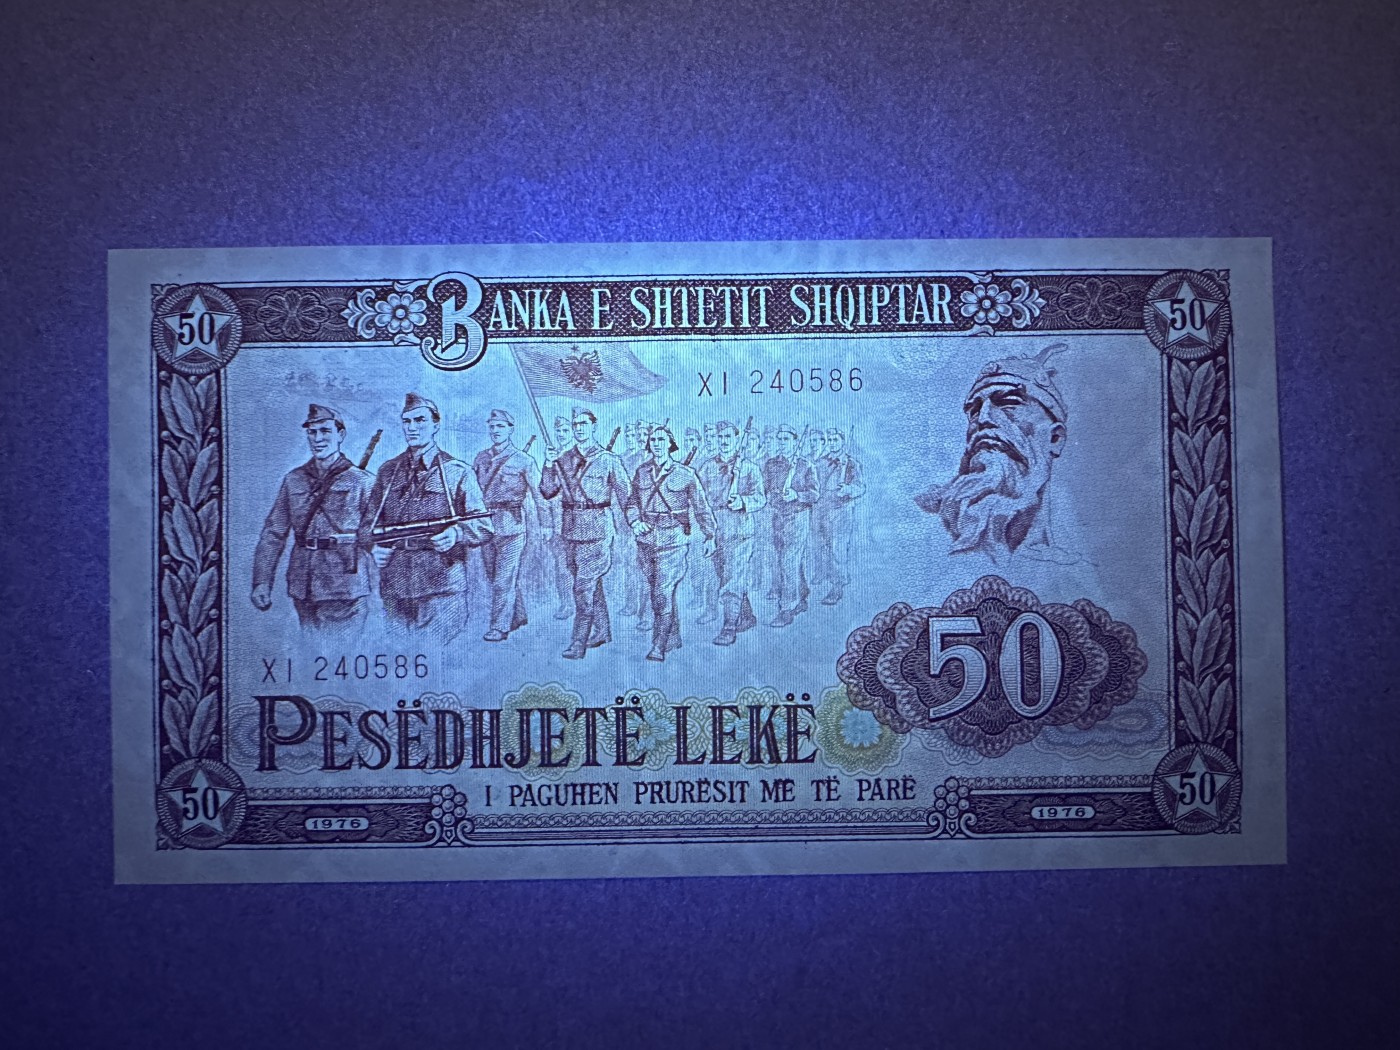 50 BANKA E SHTETIT SHQIPTAR 50
XI 240586
XI 240586
50
PESËDHJETË LEKË
I PAGUHEN PRURËSIT ME TË PARË
50 50
1976 1976